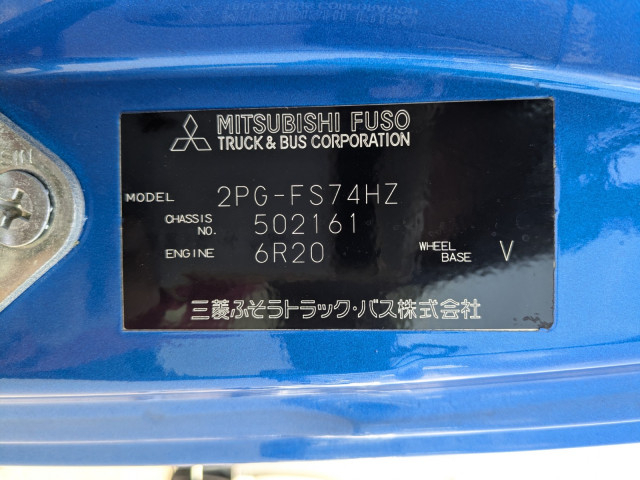 MITSUBISHI FUSO
TRUCK & BUS CORPORATION
MODEL 2PG-FS74HZ
CHASSIS NO. 502161
ENGINE 6R20 WHEEL BASE V
三菱ふそうトラック・バス株式会社